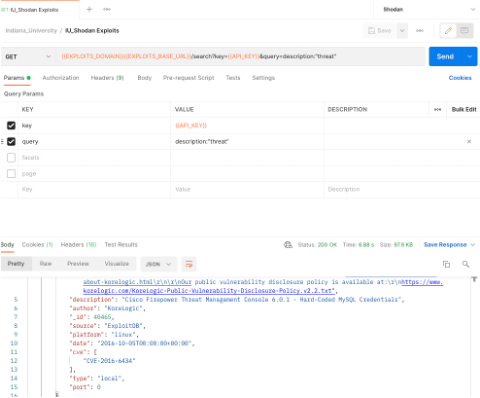 GET IU_Shodan Exploits
Shodan
Indiana_University / IU_Shodan Exploits
Save
GET
{{EXPLOITS_DOMAIN}}{{EXPLOITS_BASE_URL}}/search?key={{API_KEY}}&query=description:"threat"
Send
Params
Authorization
Headers (9)
Body
Pre-request Script
Tests
Settings
Cookies
Query Params
KEY
VALUE
DESCRIPTION
Bulk Edit
key
{{API_KEY}}
query
description:"threat"
facets
page
Key
Value
Description
Body
Cookies (1)
Headers (16)
Test Results
Status: 200 OK
Time: 6.88 s
Size: 97.9 KB
Save Response
Pretty
Raw
Preview
Visualize
JSON
about-korelogic.html\r\n\r\nOur public vulnerability disclosure policy is available at:\r\nhttps://www.
korelogic.com/KoreLogic-Public-Vulnerability-Disclosure-Policy.v2.2.txt",
5 "description": "Cisco Firepower Threat Management Console 6.0.1 - Hard-Coded MySQL Credentials",
6 "author": "KoreLogic",
7 "_id": 40465,
8 "source": "ExploitDB",
9 "platform": "linux",
10 "date": "2016-10-05T00:00:00+00:00",
11 "cve": [
12 "CVE-2016-6434"
13 ],
14 "type": "local",
15 "port": 0
16 }